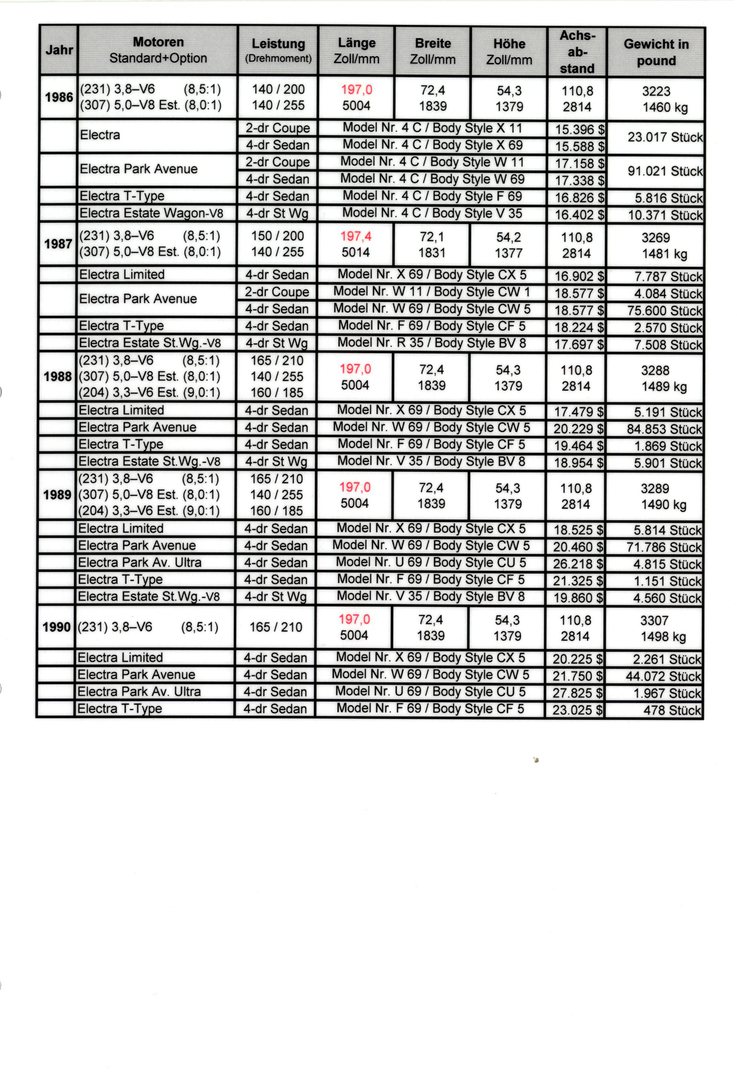 Jahr Motoren Standard+Option Leistung (Drehmoment) Länge Zoll/mm Breite Zoll/mm Höhe Zoll/mm Achs-ab-stand Gewicht in pound
1986 (231) 3,8–V6 (8,5:1) 140 / 200 197,0 72,4 54,3 110,8 3223
(307) 5,0–V8 Est. (8,0:1) 140 / 255 5004 1839 1379 2814 1460 kg
Electra 2-dr Coupe Model Nr. 4 C / Body Style X 11 15.396 $ 23.017 Stück
4-dr Sedan Model Nr. 4 C / Body Style X 69 15.588 $
Electra Park Avenue 2-dr Coupe Model Nr. 4 C / Body Style W 11 17.158 $ 91.021 Stück
4-dr Sedan Model Nr. 4 C / Body Style W 69 17.338 $
Electra T-Type 4-dr Sedan Model Nr. 4 C / Body Style F 69 16.826 $ 5.816 Stück
Electra Estate Wagon-V8 4-dr St Wg Model Nr. 4 C / Body Style V 35 16.402 $ 10.371 Stück
1987 (231) 3,8–V6 (8,5:1) 150 / 200 197,4 72,1 54,2 110,8 3269
(307) 5,0–V8 Est. (8,0:1) 140 / 255 5014 1831 1377 2814 1481 kg
Electra Limited 4-dr Sedan Model Nr. X 69 / Body Style CX 5 16.902 $ 7.787 Stück
Electra Park Avenue 2-dr Coupe Model Nr. W 11 / Body Style CW 1 18.577 $ 4.084 Stück
4-dr Sedan Model Nr. W 69 / Body Style CW 5 18.577 $ 75.600 Stück
Electra T-Type 4-dr Sedan Model Nr. F 69 / Body Style CF 5 18.224 $ 2.570 Stück
Electra Estate St.Wg.-V8 4-dr St Wg Model Nr. R 35 / Body Style BV 8 17.697 $ 7.508 Stück
1988 (231) 3,8–V6 (8,5:1) 165 / 210 197,0 72,4 54,3 110,8 3288
(307) 5,0–V8 Est. (8,0:1) 140 / 255 5004 1839 1379 2814 1489 kg
(204) 3,3–V6 Est. (9,0:1) 160 / 185
Electra Limited 4-dr Sedan Model Nr. X 69 / Body Style CX 5 17.479 $ 5.191 Stück
Electra Park Avenue 4-dr Sedan Model Nr. W 69 / Body Style CW 5 20.229 $ 84.853 Stück
Electra T-Type 4-dr Sedan Model Nr. F 69 / Body Style CF 5 19.464 $ 1.869 Stück
Electra Estate St.Wg.-V8 4-dr St Wg Model Nr. V 35 / Body Style BV 8 18.954 $ 5.901 Stück
1989 (231) 3,8–V6 (8,5:1) 165 / 210 197,0 72,4 54,3 110,8 3289
(307) 5,0–V8 Est. (8,0:1) 140 / 255 5004 1839 1379 2814 1490 kg
(204) 3,3–V6 Est. (9,0:1) 160 / 185
Electra Limited 4-dr Sedan Model Nr. X 69 / Body Style CX 5 18.525 $ 5.814 Stück
Electra Park Avenue 4-dr Sedan Model Nr. W 69 / Body Style CW 5 20.460 $ 71.786 Stück
Electra Park Av. Ultra 4-dr Sedan Model Nr. U 69 / Body Style CU 5 26.218 $ 4.815 Stück
Electra T-Type 4-dr Sedan Model Nr. F 69 / Body Style CF 5 21.325 $ 1.151 Stück
Electra Estate St.Wg.-V8 4-dr St Wg Model Nr. V 35 / Body Style BV 8 19.860 $ 4.560 Stück
1990 (231) 3,8–V6 (8,5:1) 165 / 210 197,0 72,4 54,3 110,8 3307
5004 1839 1379 2814 1498 kg
Electra Limited 4-dr Sedan Model Nr. X 69 / Body Style CX 5 20.225 $ 2.261 Stück
Electra Park Avenue 4-dr Sedan Model Nr. W 69 / Body Style CW 5 21.750 $ 44.072 Stück
Electra Park Av. Ultra 4-dr Sedan Model Nr. U 69 / Body Style CU 5 27.825 $ 1.967 Stück
Electra T-Type 4-dr Sedan Model Nr. F 69 / Body Style CF 5 23.025 $ 478 Stück